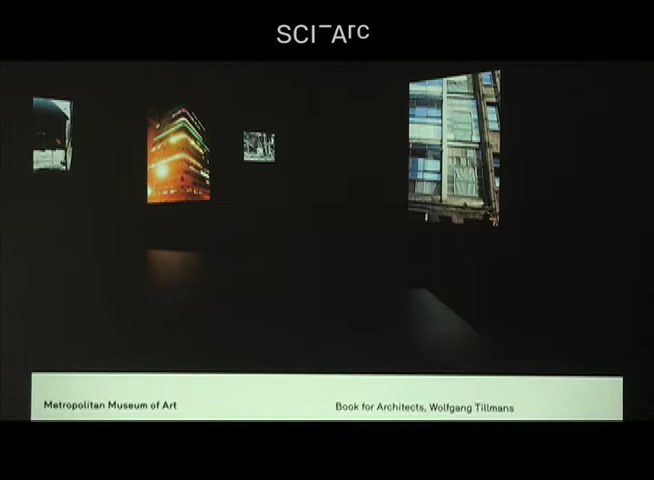 SCI-Arc
Metropolitan Museum of Art
Book for Architects, Wolfgang Tillmans